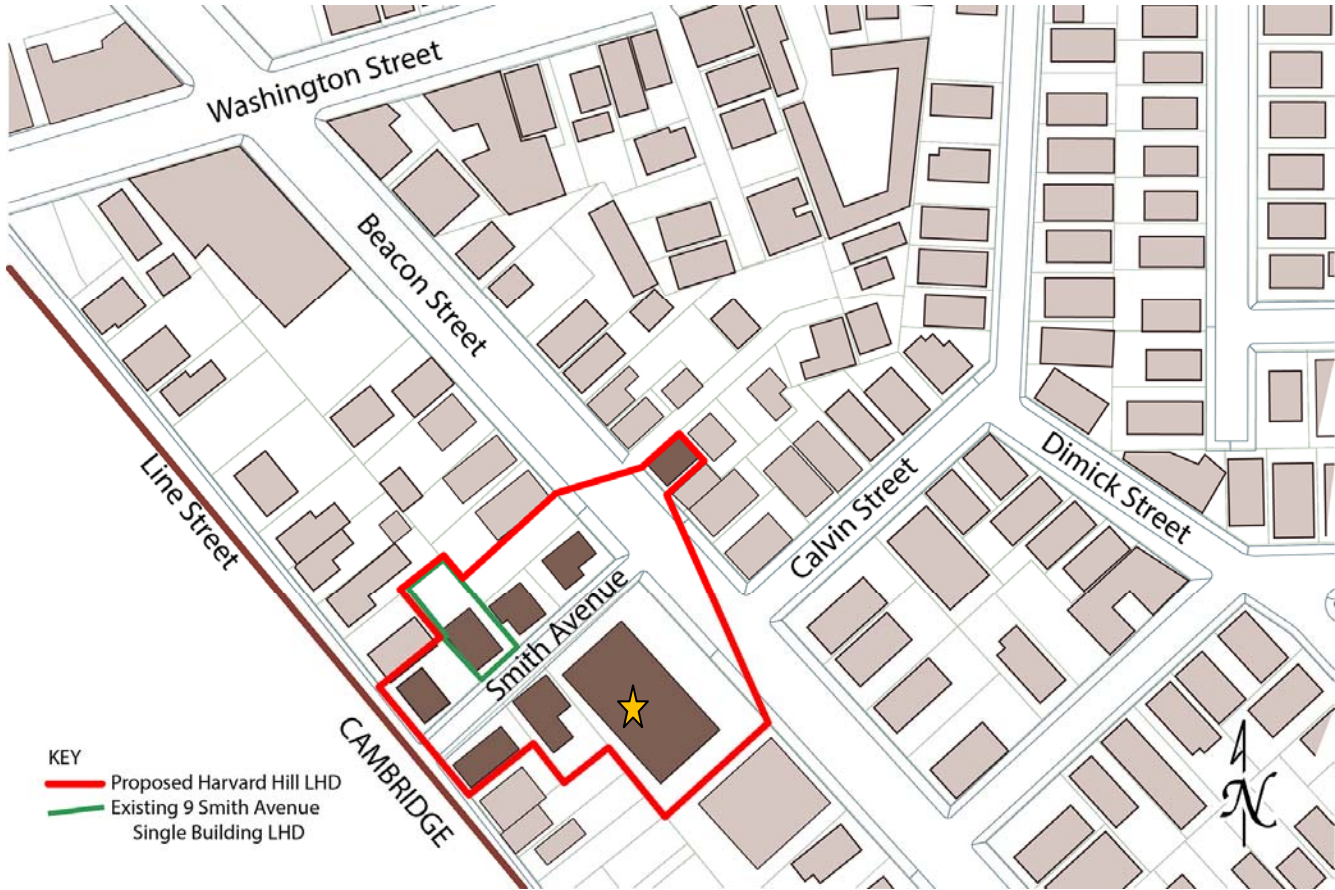 Washington Street
Beacon Street
Line Street
Calvin Street
Dimick Street
Smith Avenue
CAMBRIDGE
KEY
Proposed Harvard Hill LHD
Existing 9 Smith Avenue
Single Building LHD
N